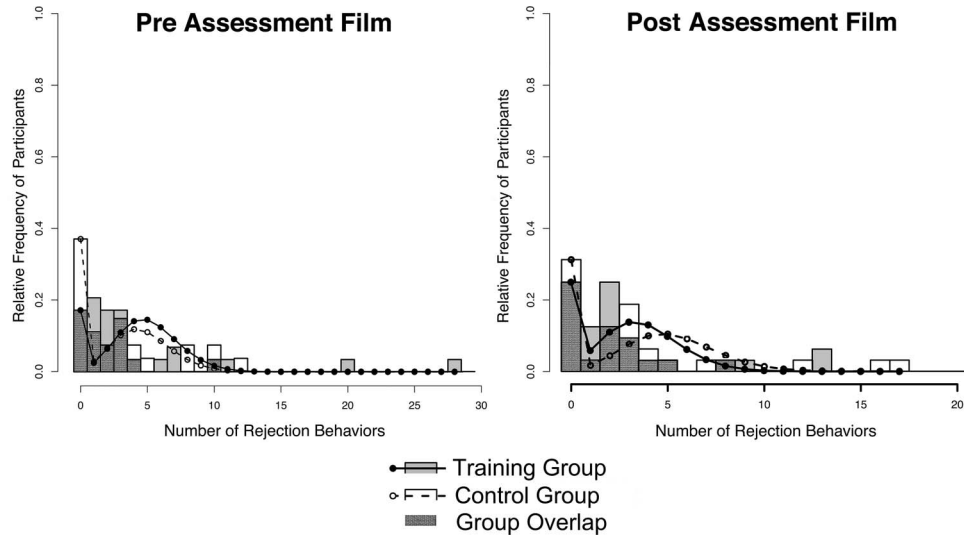 Pre Assessment Film
Post Assessment Film
Relative Frequency of Participants
1.0
0.8
0.6
0.4
0.2
0.0
0 5 10 15 20 25 30
Number of Rejection Behaviors
Relative Frequency of Participants
1.0
0.8
0.6
0.4
0.2
0.0
0 5 10 15 20
Number of Rejection Behaviors
Training Group
Control Group
Group Overlap